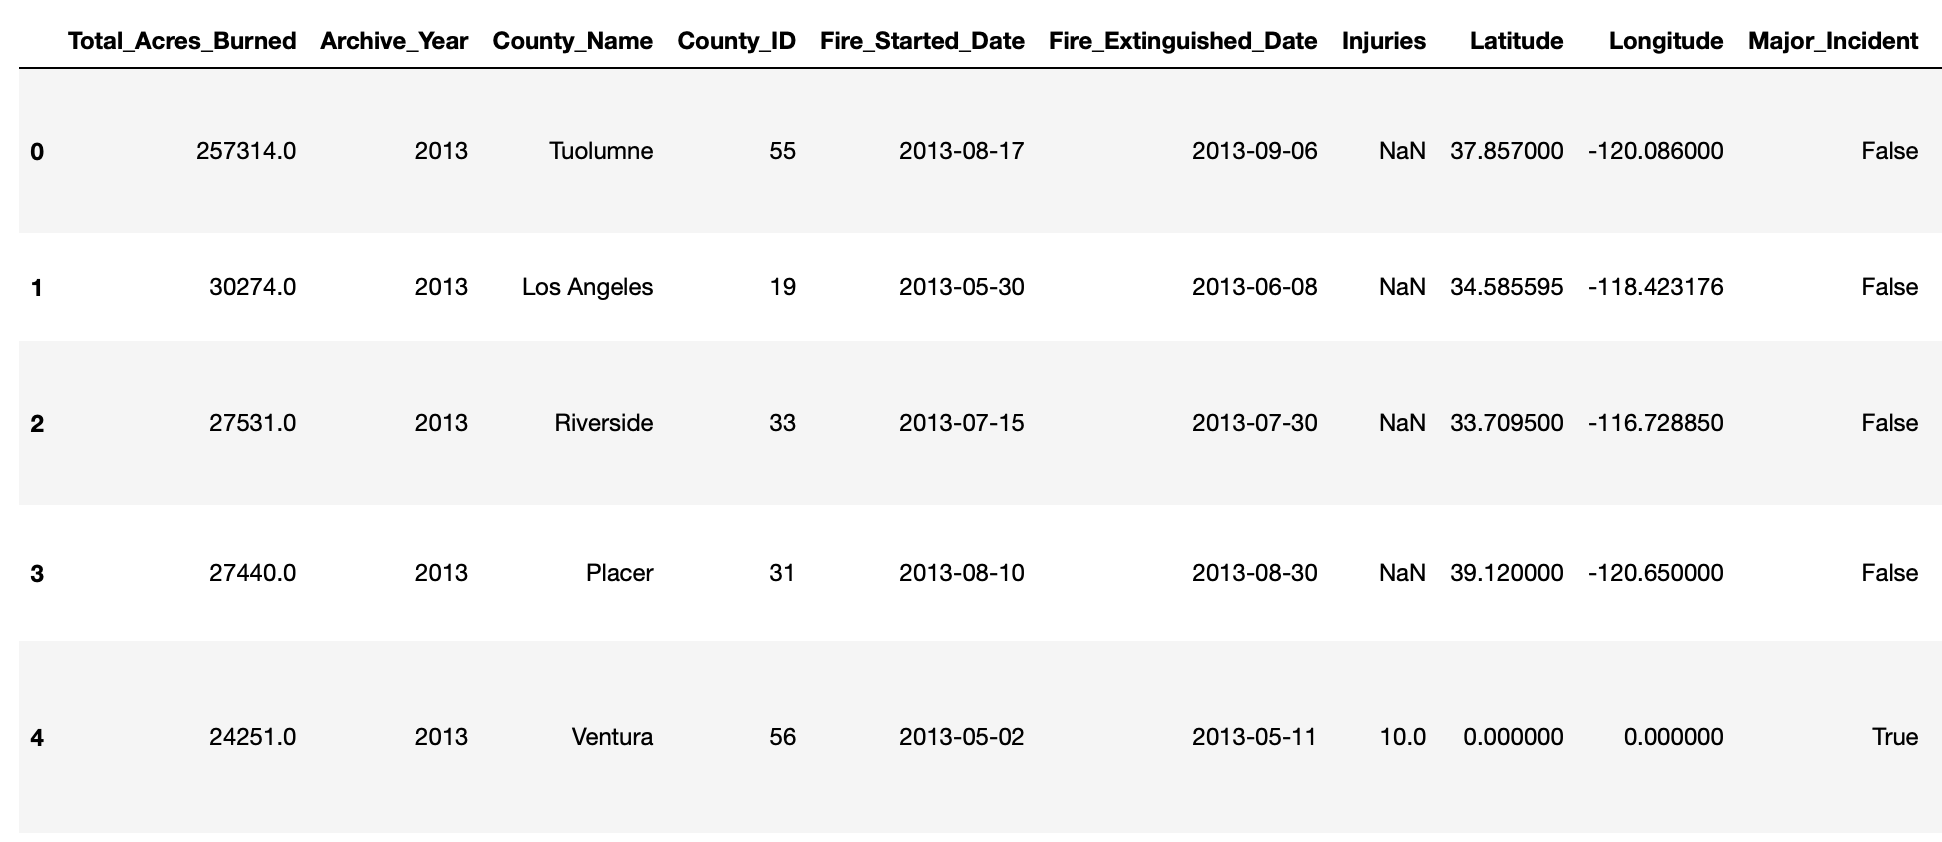 Total_Acres_Burned Archive_Year County_Name County_ID Fire_Started_Date Fire_Extinguished_Date Injuries Latitude Longitude Major_Incident
0 257314.0 2013 Tuolumne 55 2013-08-17 2013-09-06 NaN 37.857000 -120.086000 False
1 30274.0 2013 Los Angeles 19 2013-05-30 2013-06-08 NaN 34.585595 -118.423176 False
2 27531.0 2013 Riverside 33 2013-07-15 2013-07-30 NaN 33.709500 -116.728850 False
3 27440.0 2013 Placer 31 2013-08-10 2013-08-30 NaN 39.120000 -120.650000 False
4 24251.0 2013 Ventura 56 2013-05-02 2013-05-11 10.0 0.000000 0.000000 True